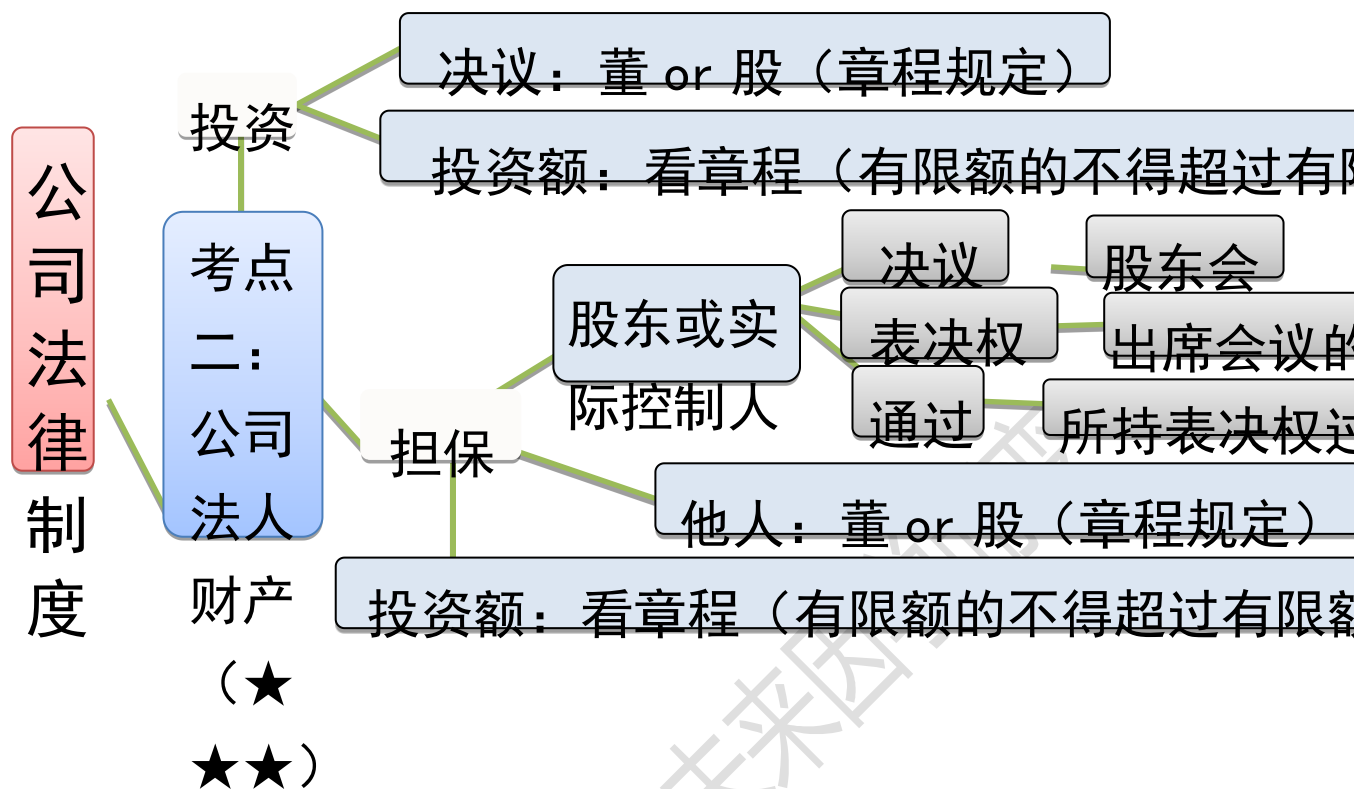 公司法律制度
投资
决议：董 or 股（章程规定）
投资额：看章程（有限额的不得超过有
考点
二：
公司
法人
财产
（★
★★）
担保
股东或实
际控制人
决议
股东会
表决权
出席会议的
通过
所持表决权过
他人：董 or 股（章程规定）
投资额：看章程（有限额的不得超过有限额
未来因